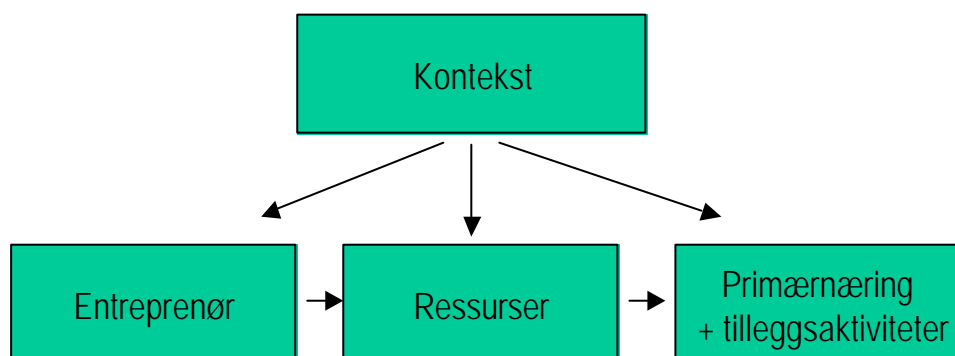 Kontekst
Entreprenør
Ressurser
Primærnæring
+ tilleggsaktiviteter